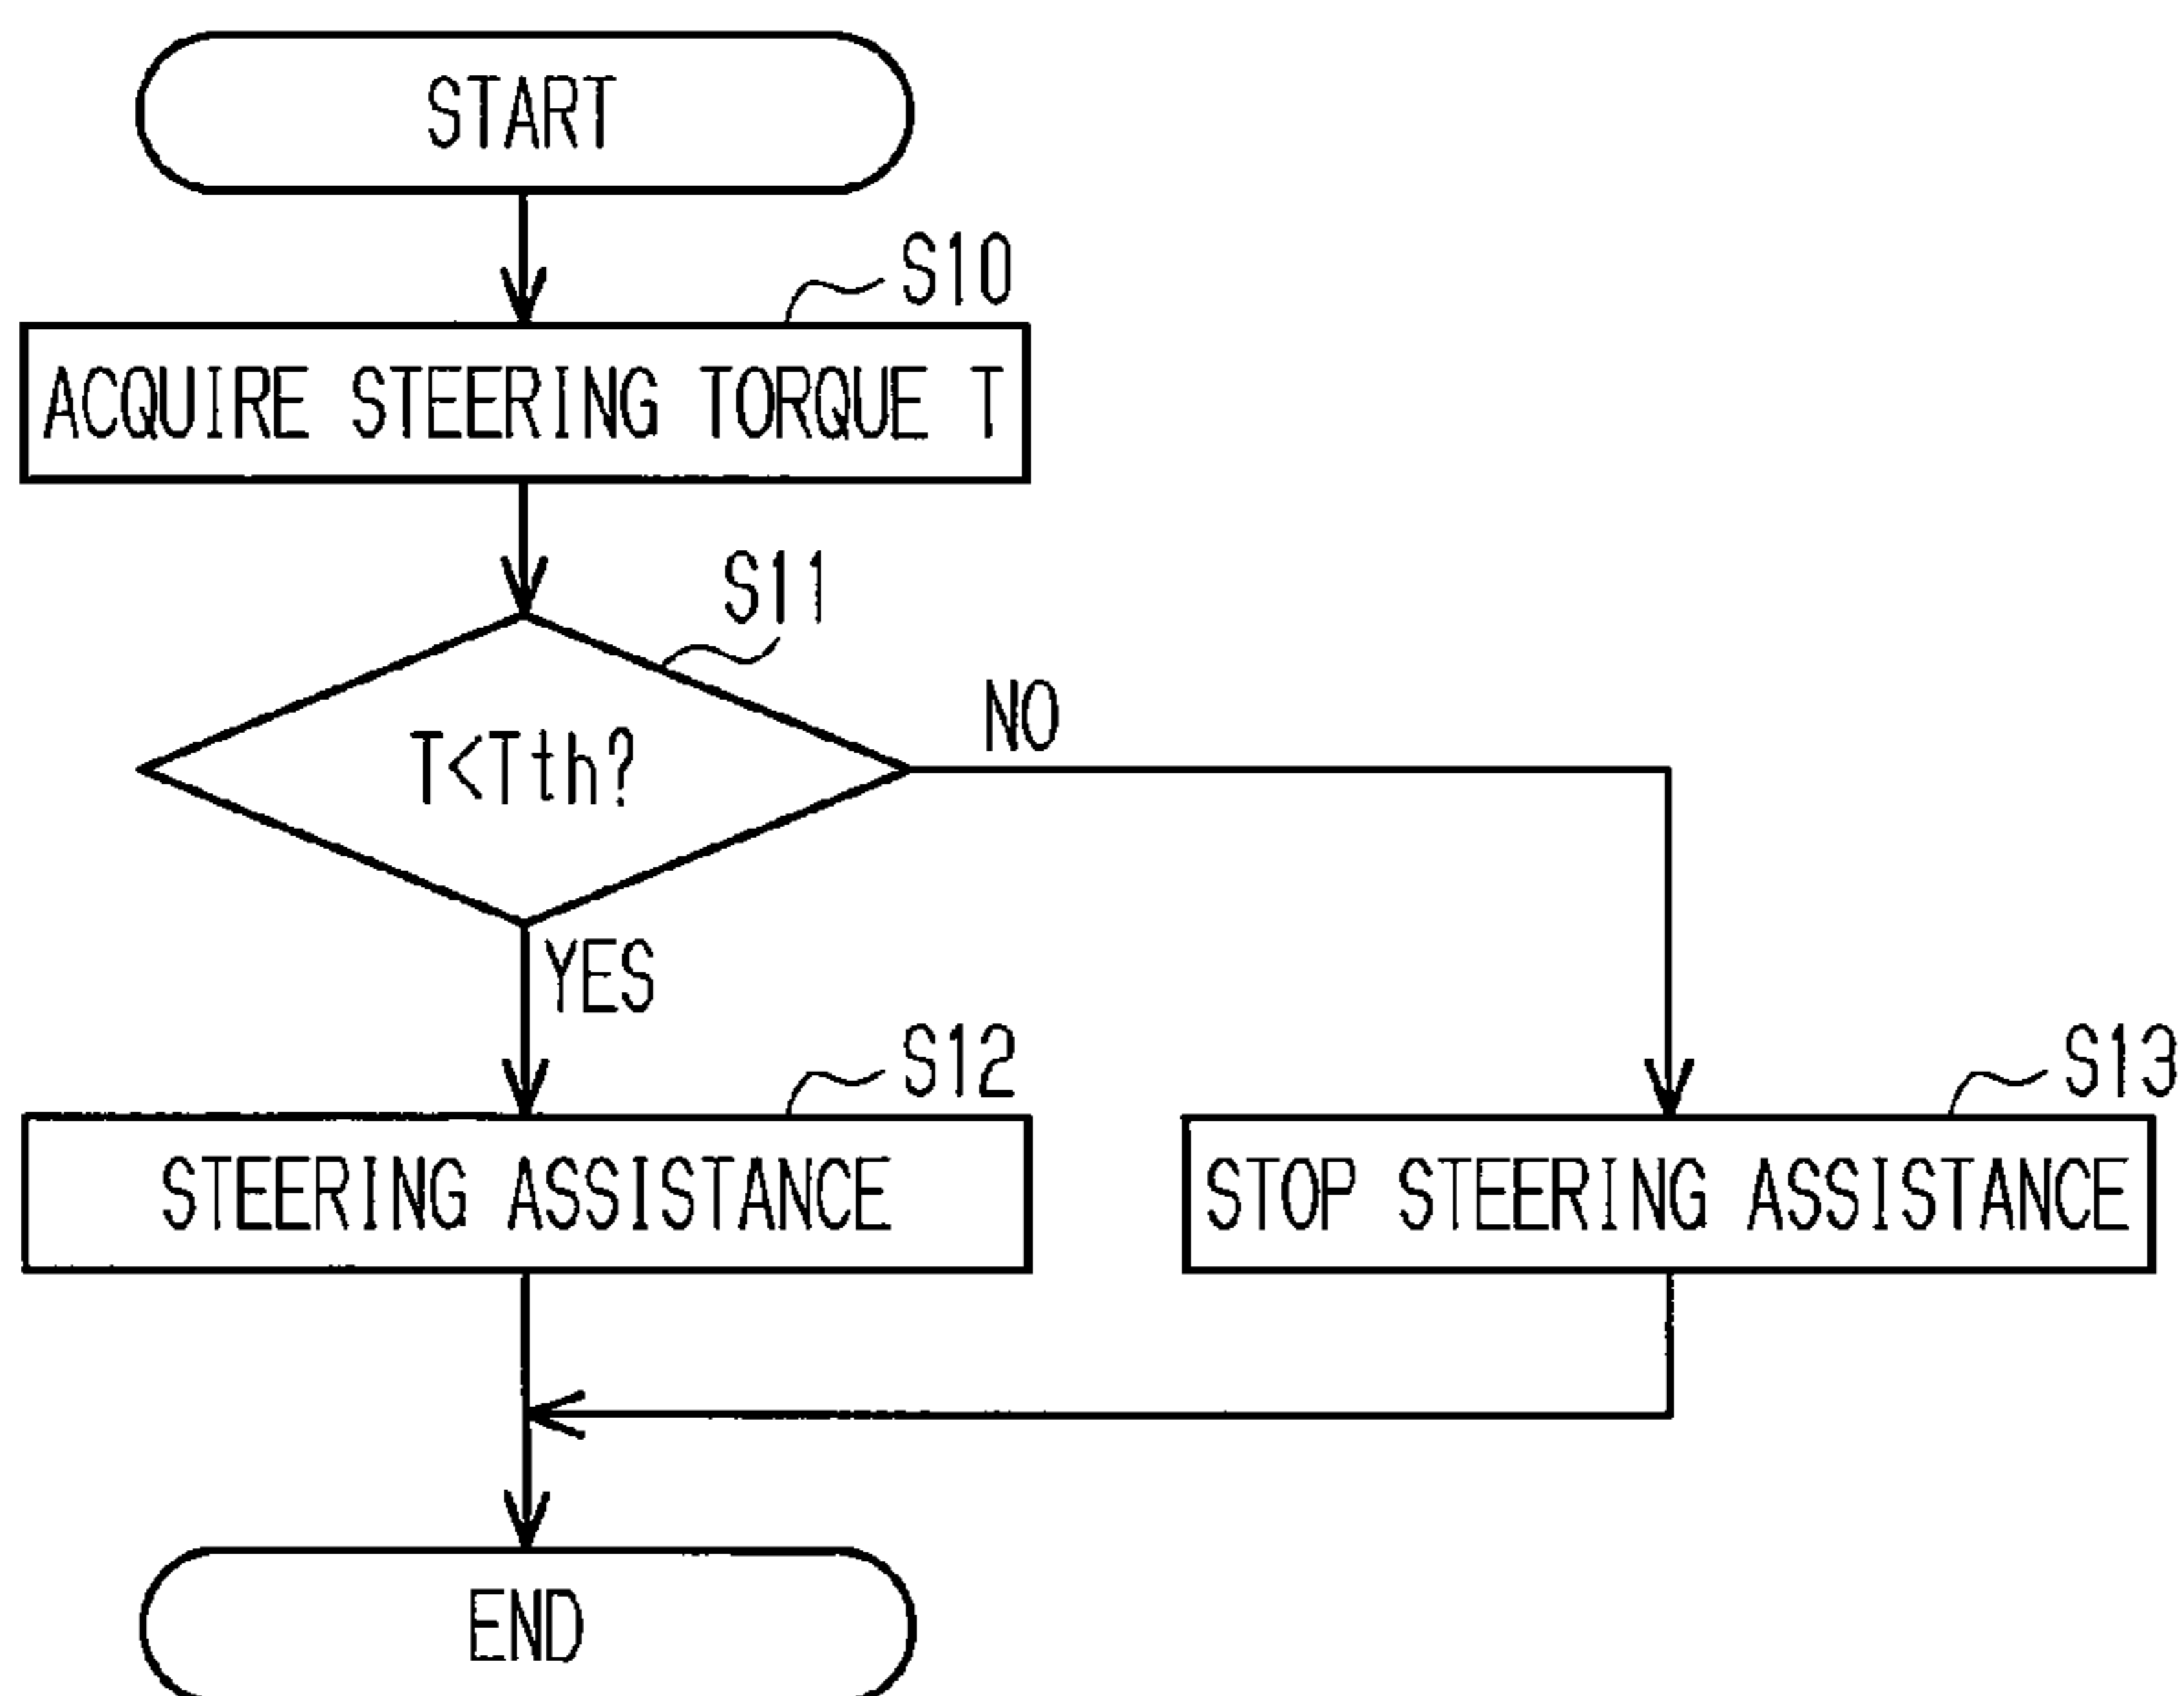 START
S10
ACQUIRE STEERING TORQUE T
S11
T<Tth?
NO
YES
S12
STEERING ASSISTANCE
S13
STOP STEERING ASSISTANCE
END